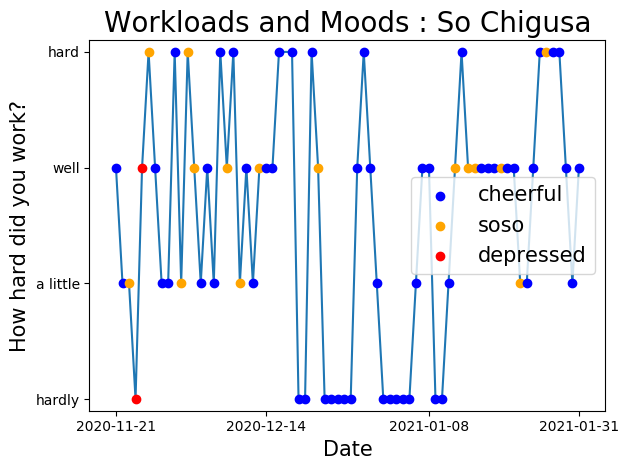 Workloads and Moods : So Chigusa
How hard did you work?
hard
well
a little
hardly
cheerful
soso
depressed
2020-11-21
2020-12-14
2021-01-08
2021-01-31
Date